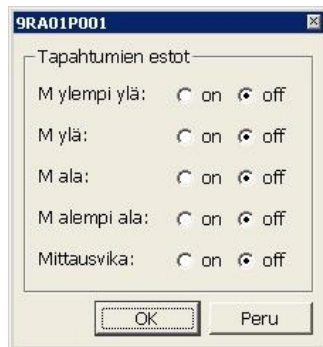 9RA01P001
Tapahtumien estot
M ylempi ylä: on off
M ylä: on off
M ala: on off
M alempi ala: on off
Mittausvika: on off
OK Peru